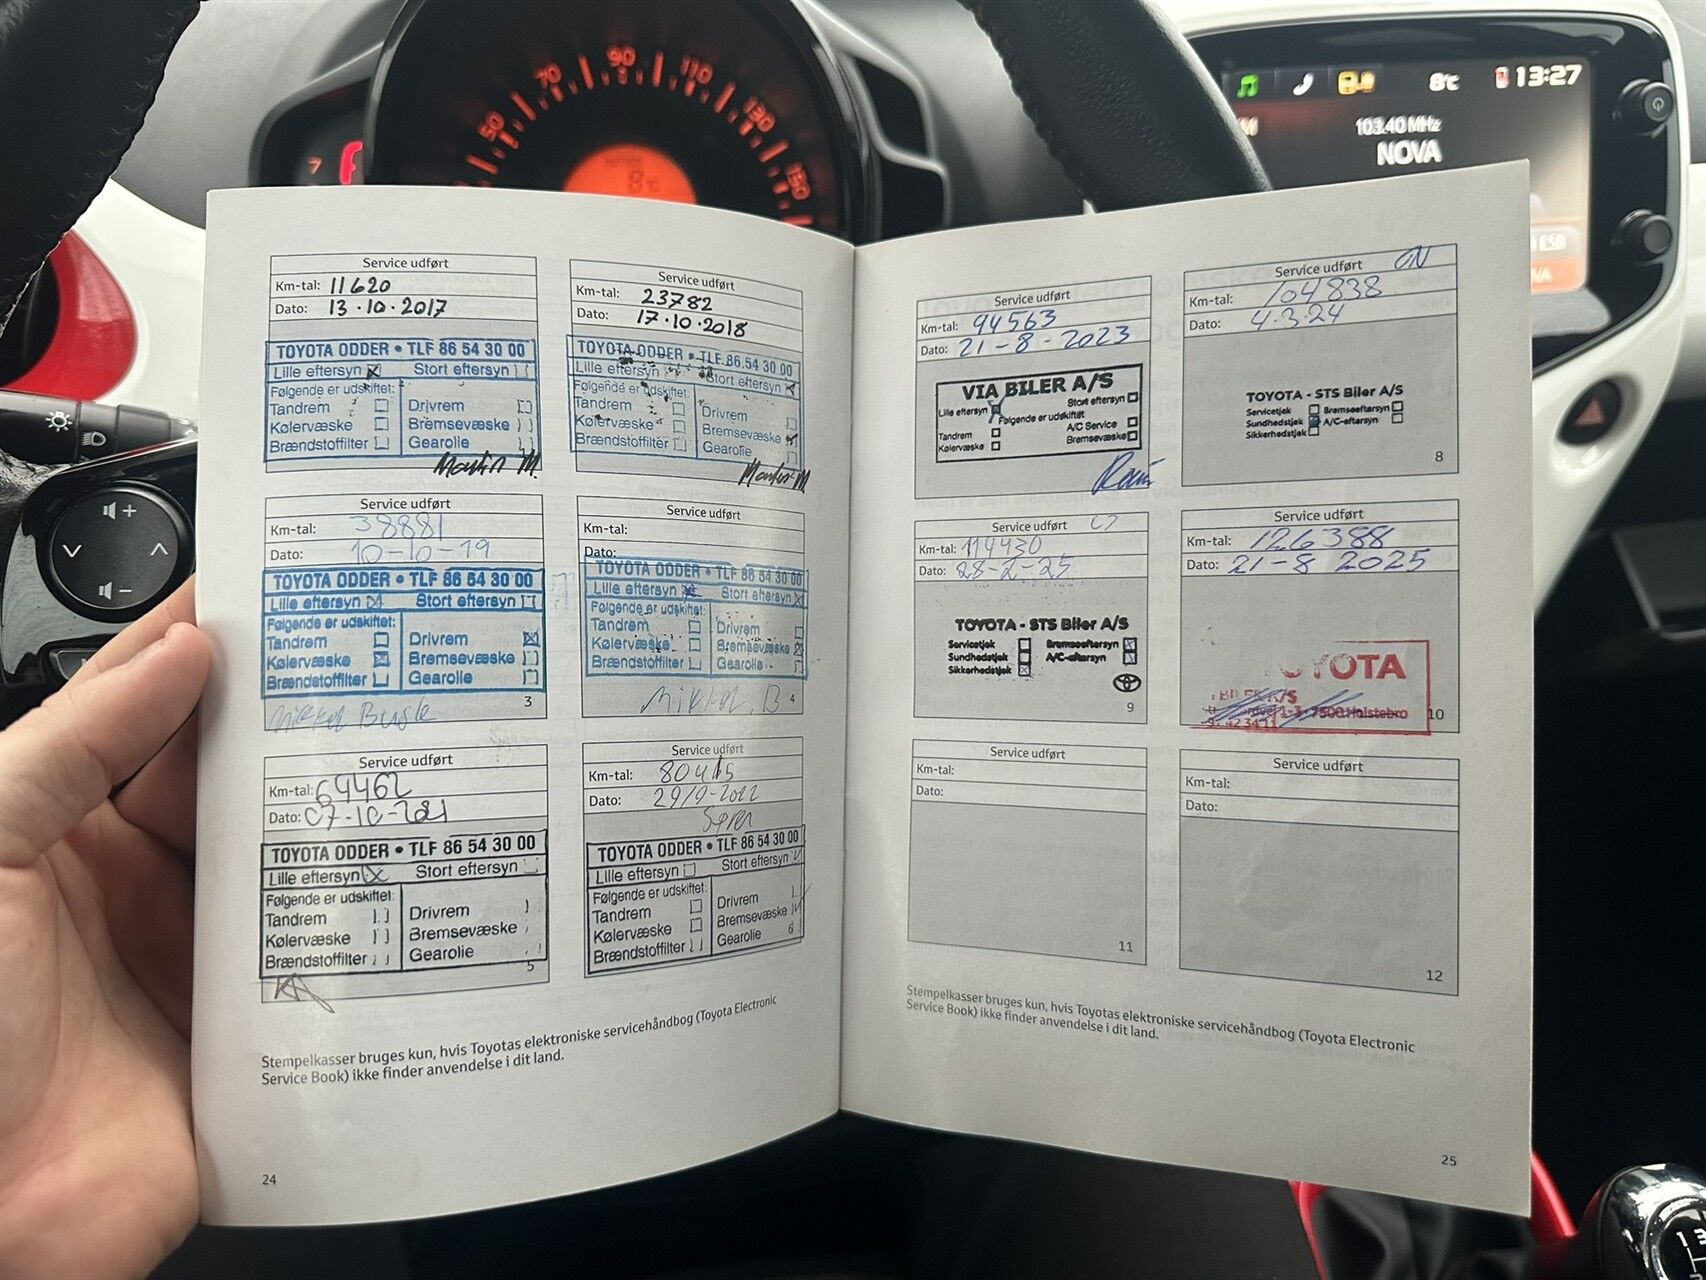 50
70
90
110
130
150
8°C
8°C
13:27
103.40 MHz
NOVA
Service udført
Km-tal: 11620
Dato: 13·10·2017
TOYOTA ODDER • TLF 86 54 30 00
Lille eftersyn Stort eftersyn
Følgende er udskiftet:
Tandrem Drivrem
Kølervæske Bremsevæske
Brændstoffilter Gearolie
Martin M.
Service udført
Km-tal: 23782
Dato: 17·10·2018
TOYOTA ODDER • TLF 86 54 30 00
Lille eftersyn Stort eftersyn
Følgende er udskiftet:
Tandrem Drivrem
Kølervæske Bremsevæske
Brændstoffilter Gearolie
Martin M
Service udført
Km-tal: 38881
Dato: 10-10-19
TOYOTA ODDER • TLF 86 54 30 00
Lille eftersyn Stort eftersyn
Følgende er udskiftet:
Tandrem Drivrem
Kølervæske Bremsevæske
Brændstoffilter Gearolie
3
Mikkel Busk
Service udført
Km-tal:
Dato:
TOYOTA ODDER • TLF 86 54 30 00
Lille eftersyn Stort eftersyn
Følgende er udskiftet:
Tandrem Drivrem
Kølervæske Bremsevæske
Brændstoffilter Gearolie
Mikkel B 4
Service udført
Km-tal: 64462
Dato: 07-10-2021
TOYOTA ODDER • TLF 86 54 30 00
Lille eftersyn Stort eftersyn
Følgende er udskiftet:
Tandrem Drivrem
Kølervæske Bremsevæske
Brændstoffilter Gearolie
5
Service udført
Km-tal: 80415
Dato: 29/9-2022
TOYOTA ODDER • TLF 86 54 30 00
Lille eftersyn Stort eftersyn
Følgende er udskiftet:
Tandrem Drivrem
Kølervæske Bremsevæske
Brændstoffilter Gearolie
6
Stempelkasser bruges kun, hvis Toyotas elektroniske servicehåndbog (Toyota Electronic
Service Book) ikke finder anvendelse i dit land.
24
Service udført
Km-tal: 94563
Dato: 21-8-2023
VIA BILER A/S
Lille eftersyn Stort eftersyn
Følgende er udskiftet
A/C Service
Tandrem
Kølervæske Bremsevæske
Service udført
Km-tal: 104838
Dato: 4.3.24
TOYOTA - STS Biler A/S
Servicetjek Bremseeftersyn
Sundhedstjek A/C-eftersyn
Sikkerhedstjek
8
Service udført
Km-tal: 114430
Dato: 28-2-25
TOYOTA - STS Biler A/S
Servicetjek Bremseeftersyn
Sundhedstjek A/C-eftersyn
Sikkerhedstjek
9
Service udført
Km-tal: 126388
Dato: 21-8 2025
TOYOTA
A/S
1-3 · 7500 Holstebro
10
Service udført
Km-tal:
Dato:
11
Service udført
Km-tal:
Dato:
12
Stempelkasser bruges kun, hvis Toyotas elektroniske servicehåndbog (Toyota Electronic
Service Book) ikke finder anvendelse i dit land.
25